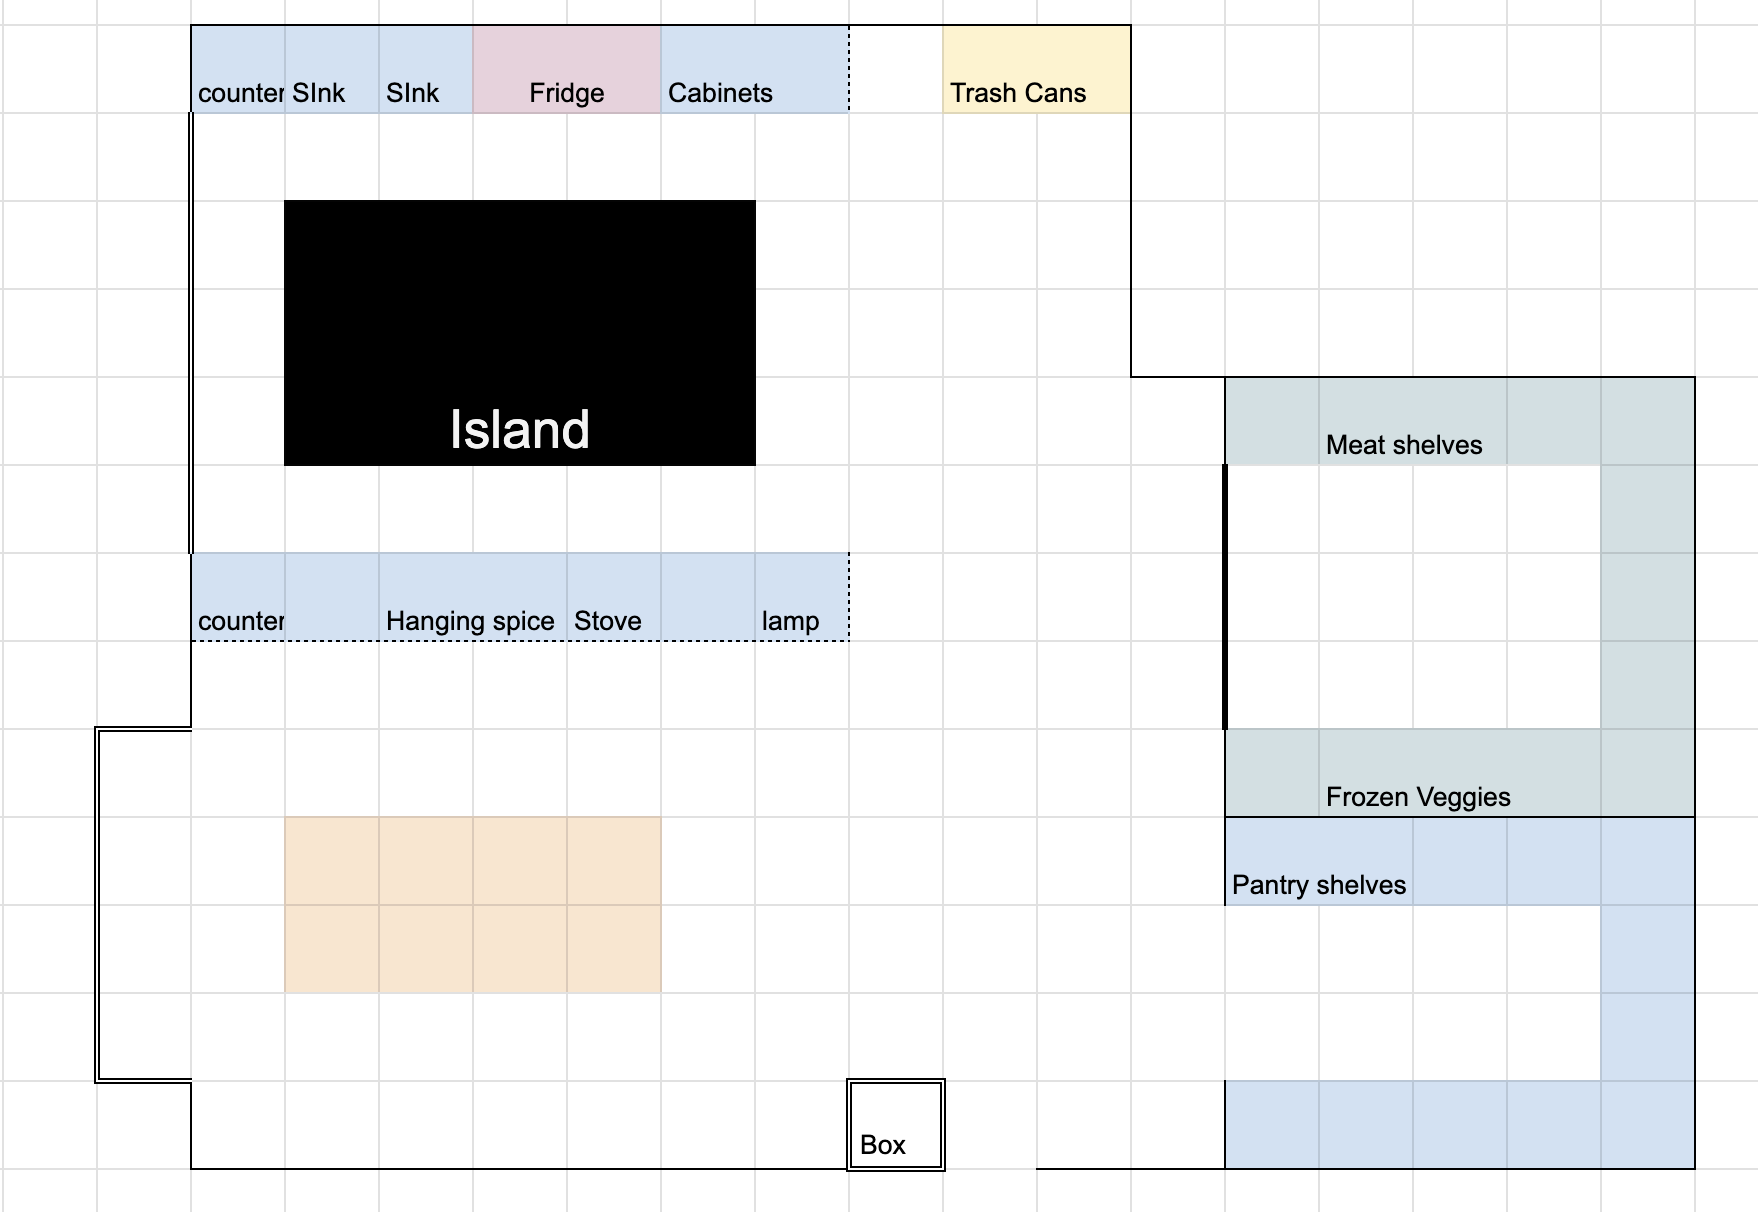 counter SInk SInk Fridge Cabinets Trash Cans
Island
Meat shelves
counter Hanging spice Stove lamp
Frozen Veggies
Pantry shelves
Box